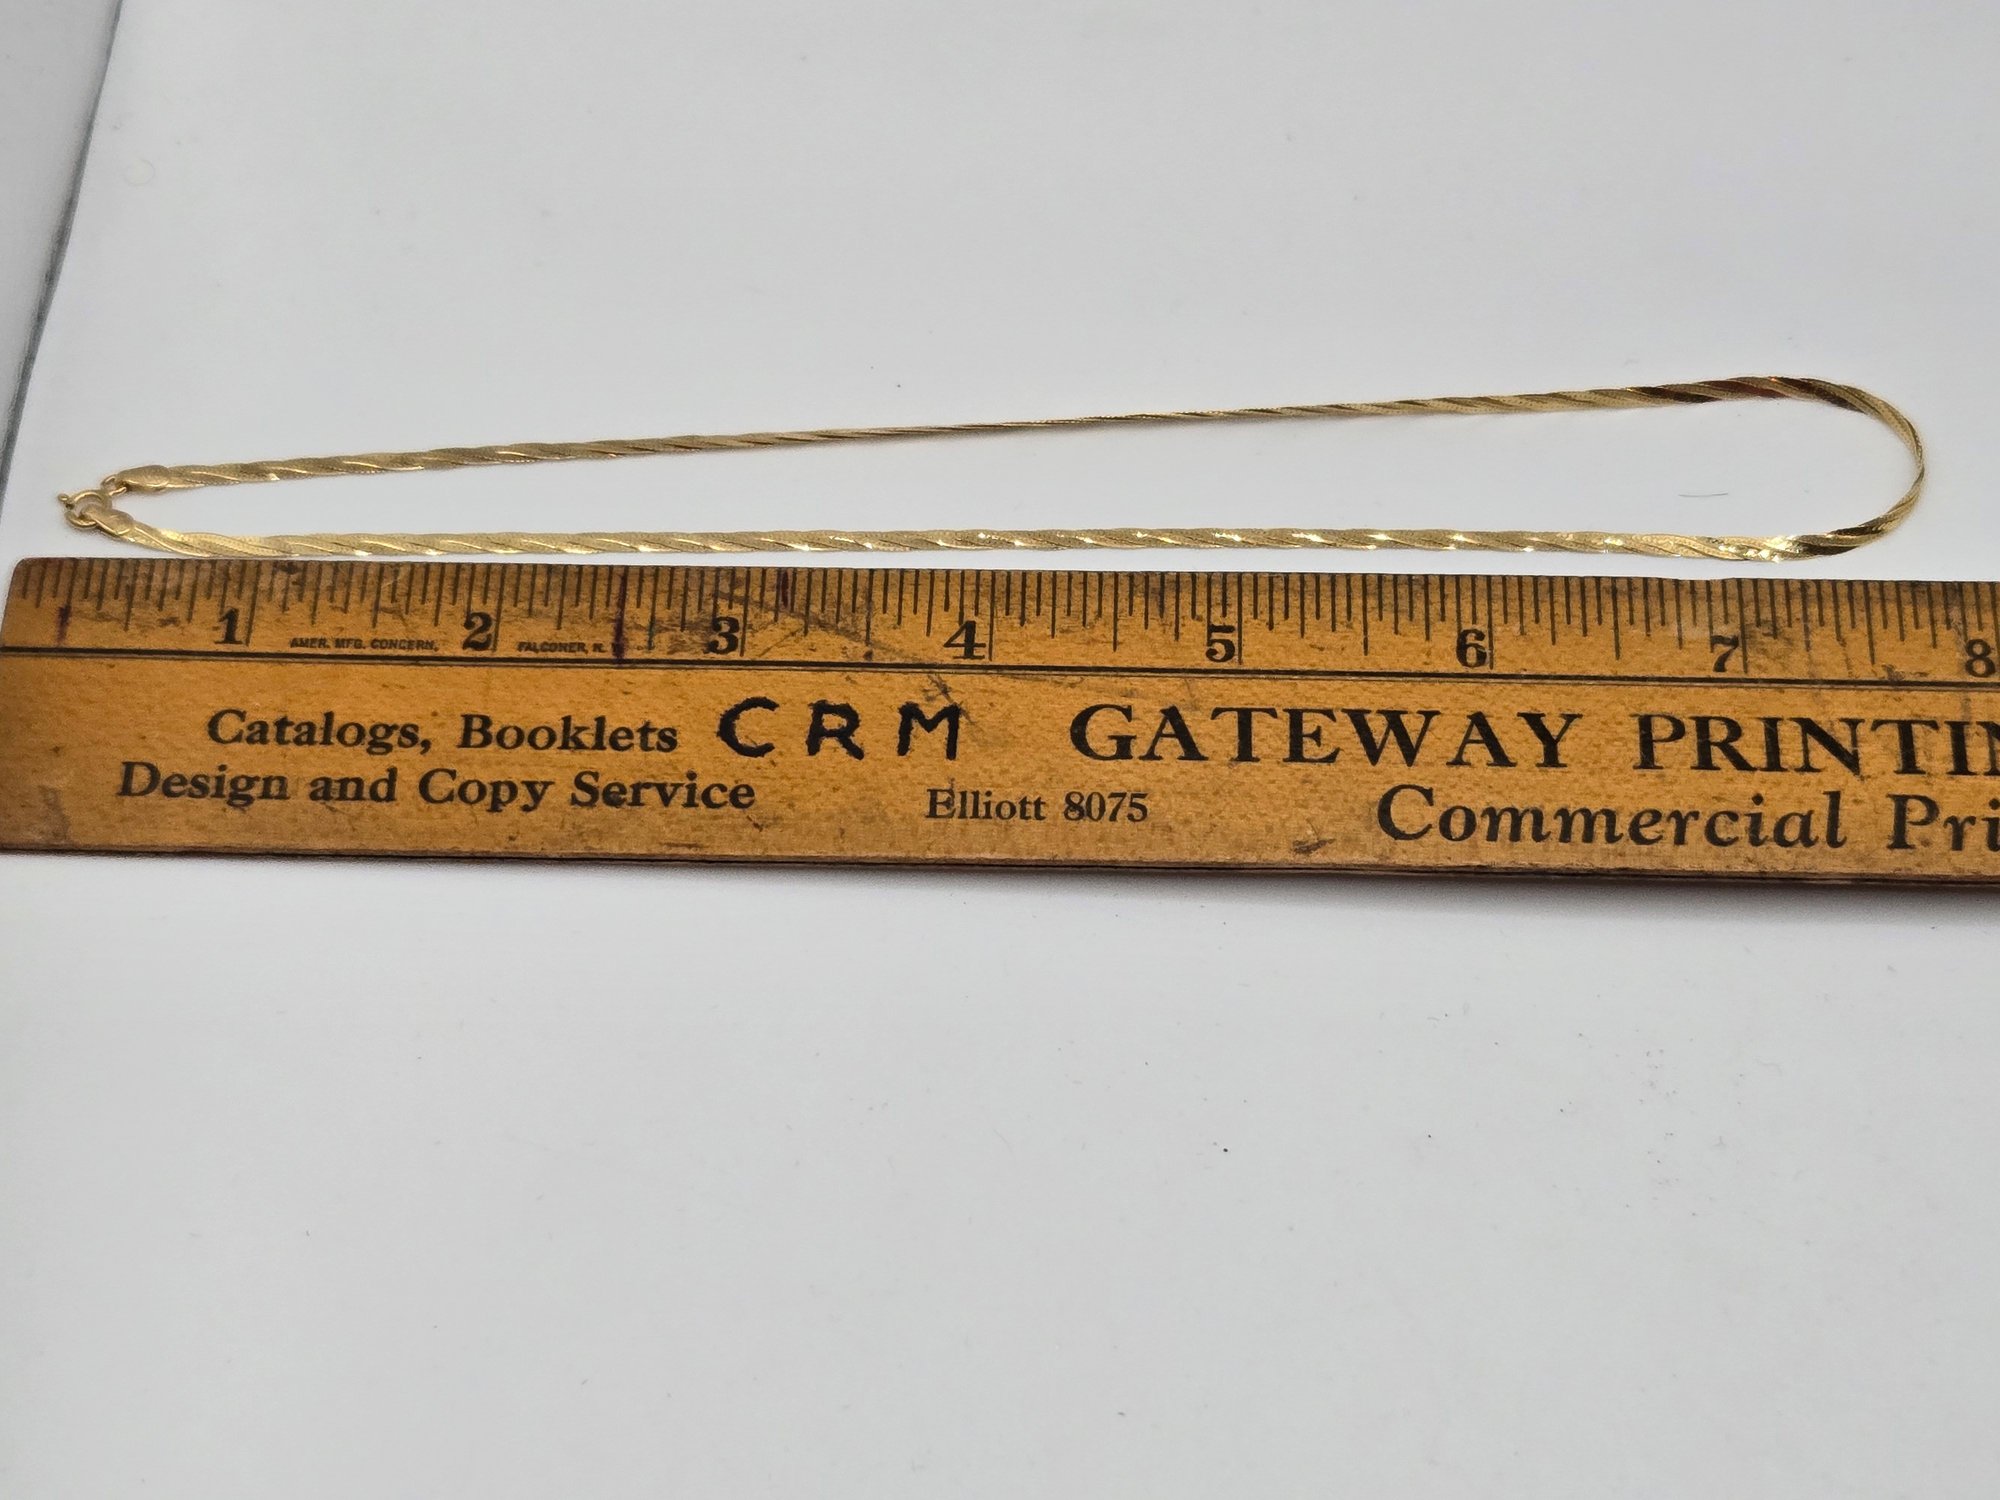 1 2 3 4 5 6 7 8
AMER. MFG. CONCERN, FALCONER, N.
Catalogs, Booklets CRM GATEWAY PRINTIN
Design and Copy Service Elliott 8075 Commercial Pri